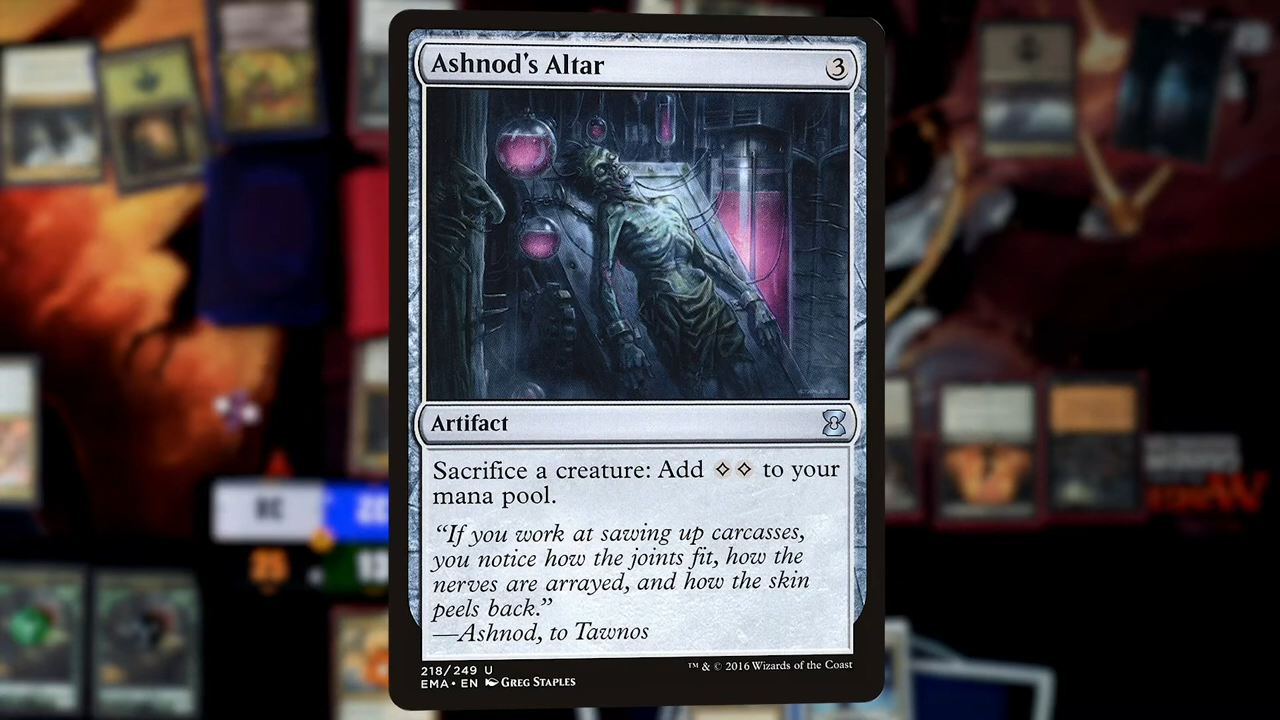 Ashnod's Altar 3
Artifact
Sacrifice a creature: Add ◇◇ to your
mana pool.
“If you work at sawing up carcasses,
you notice how the joints fit, how the
nerves are arrayed, and how the skin
peels back.”
—Ashnod, to Tawnos
218/249 U
™ & © 2016 Wizards of the Coast
EMA • EN GREG STAPLES
25